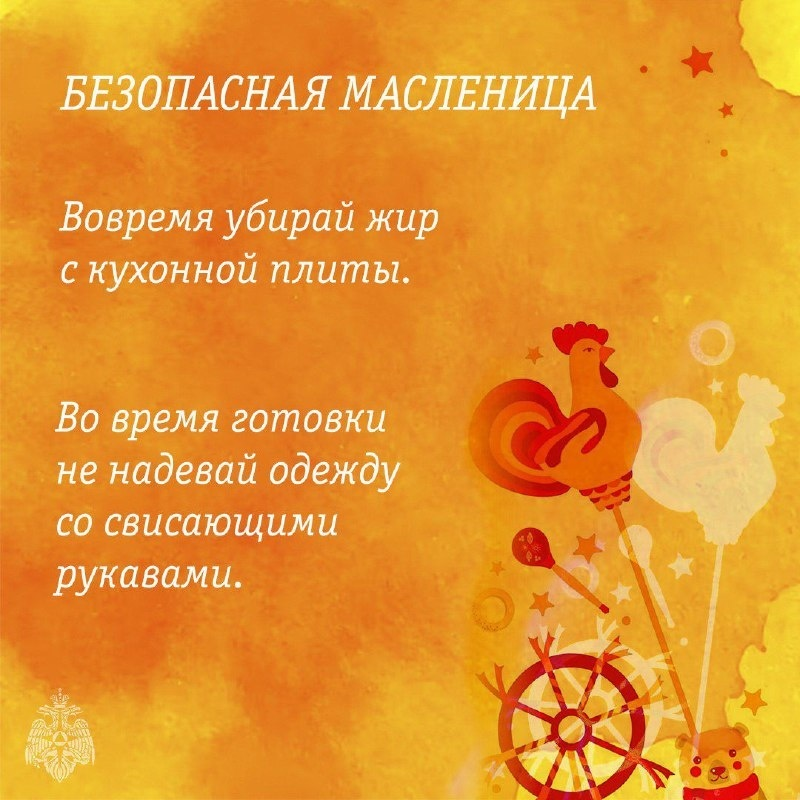 БЕЗОПАСНАЯ МАСЛЕНИЦА
Вовремя убирай жир
с кухонной плиты.
Во время готовки
не надевай одежду
со свисающими
рукавами.